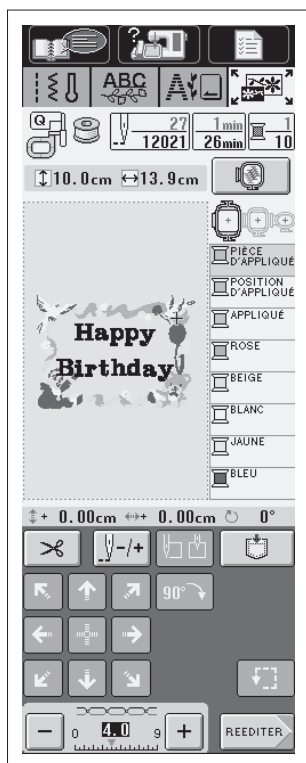 ABC
A
Q
27
12021
1min
26min
1
10
10.0cm 13.9cm
PIÈCE
D'APPLIQUÉ
POSITION
D'APPLIQUÉ
APPLIQUÉ
ROSE
BEIGE
BLANC
JAUNE
BLEU
Happy
Birthday
+ 0.00cm + 0.00cm 0°
-/+
90°
- 0 4.0 9 +
REEDITER